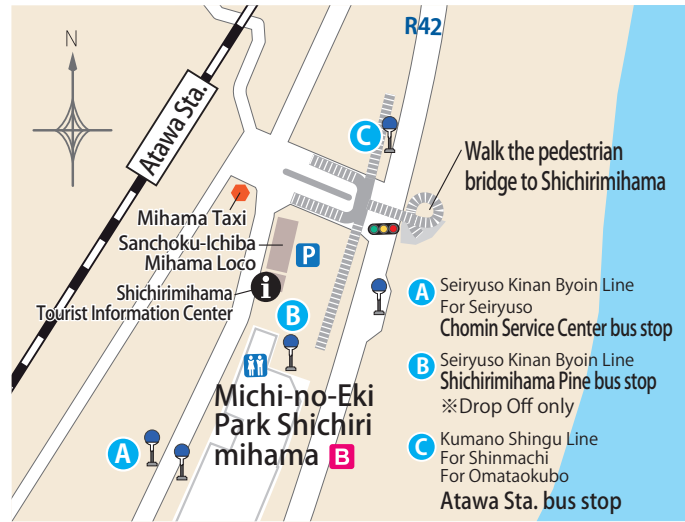 R42
N
Atawa Sta.
C
Walk the pedestrian
bridge to Shichirimihama
Mihama Taxi
Sanchoku-Ichiba
Mihama Loco
P
Shichirimihama
Tourist Information Center
i
B
Michi-no-Eki
Park Shichiri
mihama B
A
A Seiryuso Kinan Byoin Line
For Seiryuso
Chomin Service Center bus stop
B Seiryuso Kinan Byoin Line
Shichirimihama Pine bus stop
※Drop Off only
C Kumano Shingu Line
For Shinmachi
For Omataokubo
Atawa Sta. bus stop